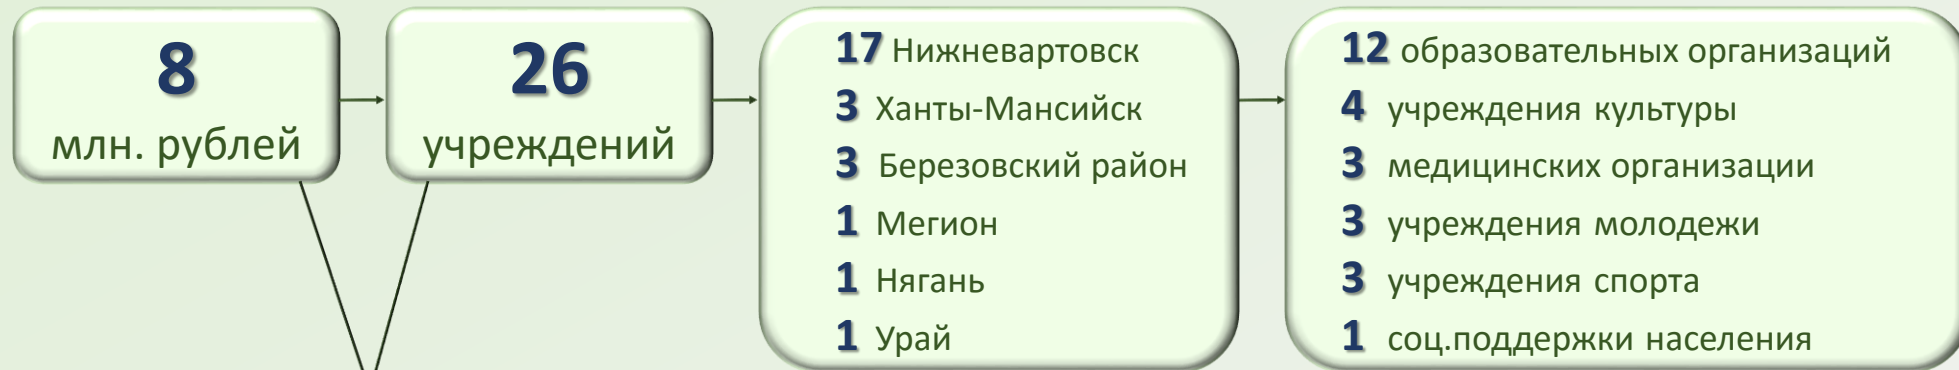 8
млн. рублей
26
учреждений
17 Нижневартовск
3 Ханты-Мансийск
3 Березовский район
1 Мегион
1 Нягань
1 Урай
12 образовательных организаций
4 учреждения культуры
3 медицинских организации
3 учреждения молодежи
3 учреждения спорта
1 соц.поддержки населения